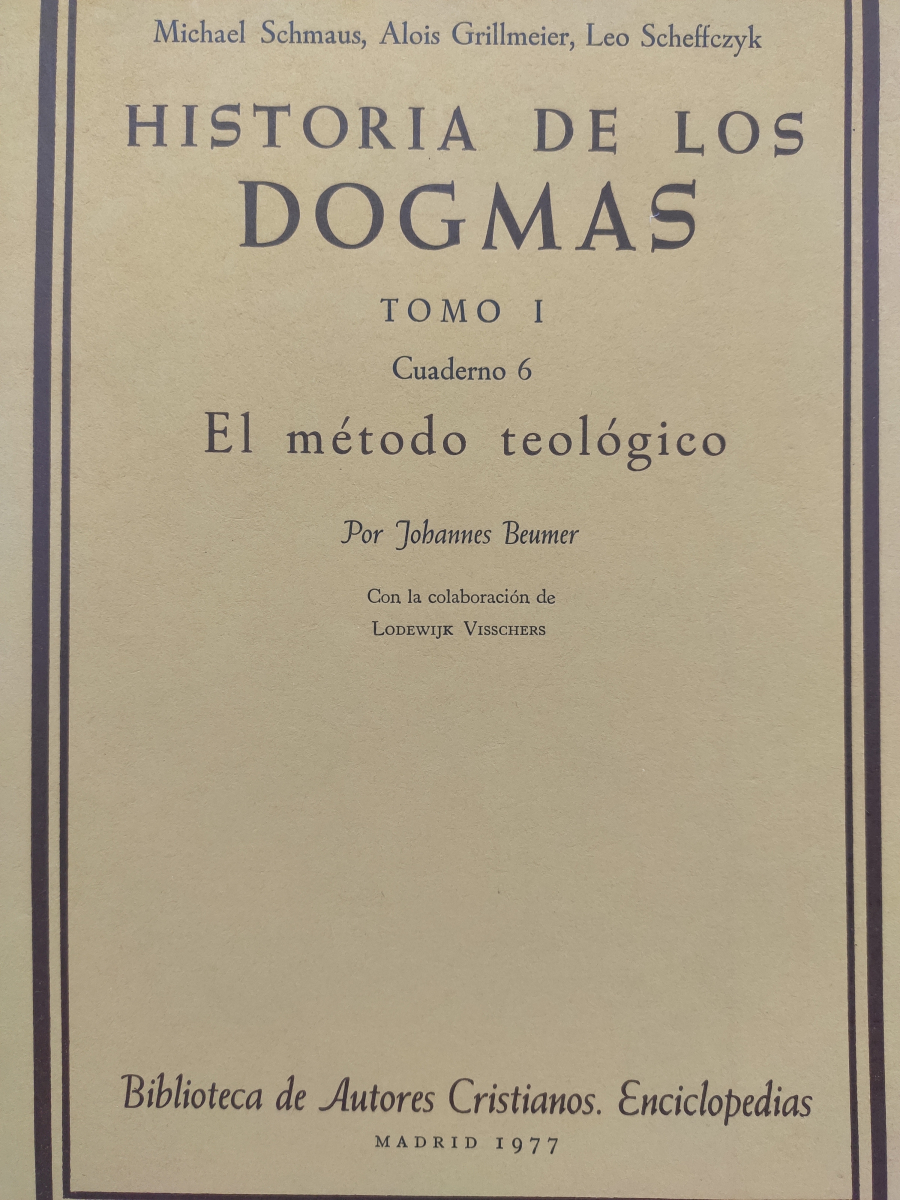 Michael Schmaus, Alois Grillmeier, Leo Scheffczyk
HISTORIA DE LOS
DOGMAS
TOMO I
Cuaderno 6
El método teológico
Por Johannes Beumer
Con la colaboración de
LODEWIJK VISSCHERS
Biblioteca de Autores Cristianos. Enciclopedias
MADRID 1977